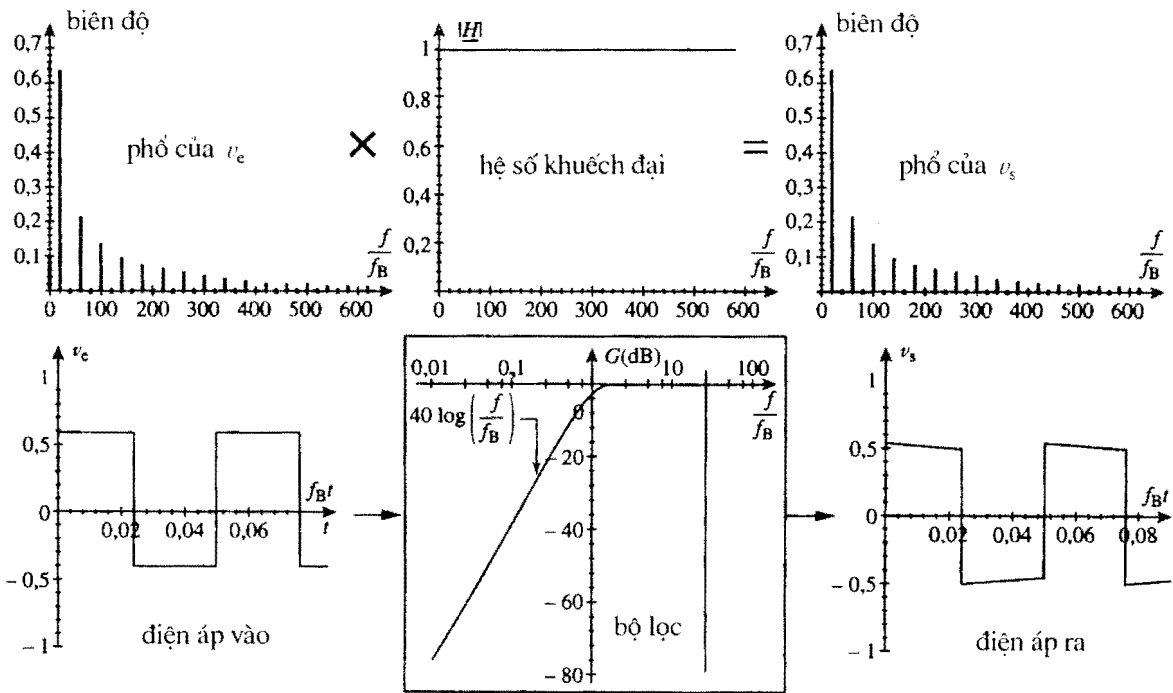 biên độ
0,7
0,6
0,5
0,4
0,3
0,2
0,1
0 100 200 300 400 500 600
phổ của v_e
f/f_B
×
|H|
1
0,8
0,6
0,4
0,2
0 100 200 300 400 500 600
hệ số khuếch đại
f/f_B
=
biên độ
0,7
0,6
0,5
0,4
0,3
0,2
0,1
0 100 200 300 400 500 600
phổ của v_s
f/f_B
v_e
1
0,5
0
– 0,5
– 1
0,02 0,04 0,06
f_B t
t
điện áp vào
G(dB)
0,01 0,1 10 100
f/f_B
40 log(f/f_B)
0
– 20
– 40
– 60
– 80
bộ lọc
v_s
1
0,5
0
– 0,5
– 1
0,02 0,04 0,06 0,08
f_B t
điện áp ra